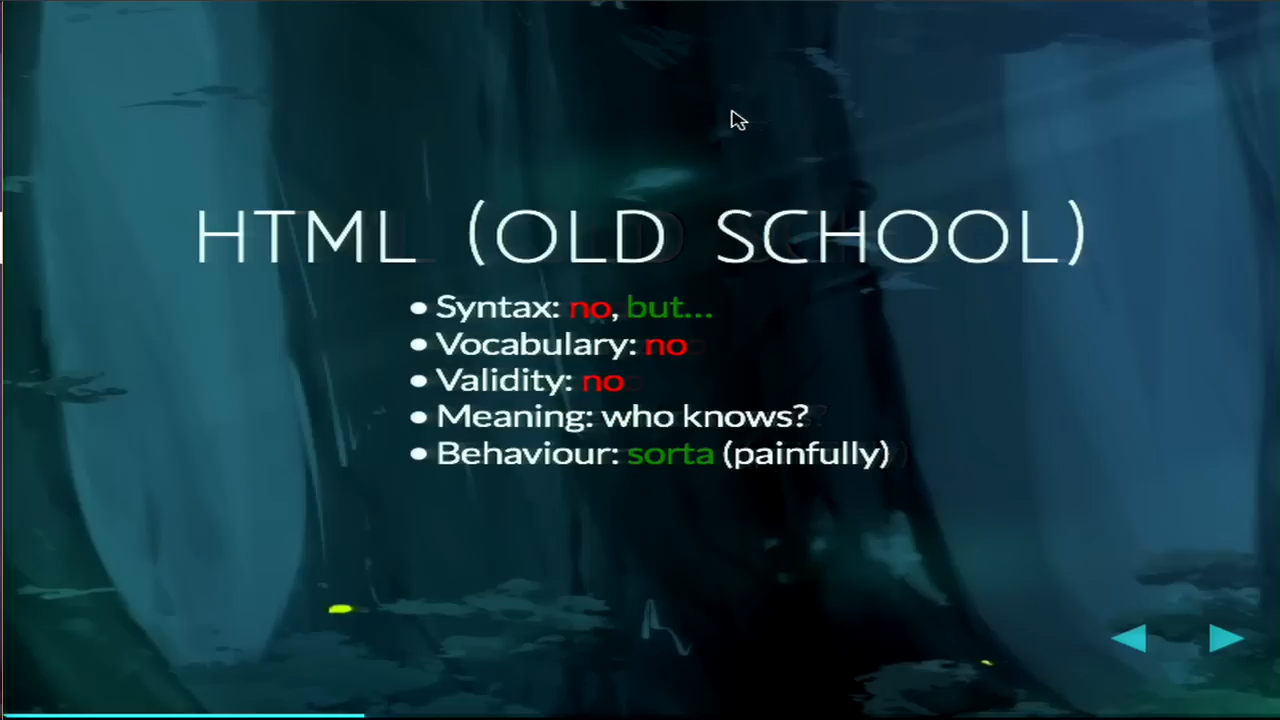 HTML (OLD SCHOOL)
• Syntax: no, but...
• Vocabulary: no
• Validity: no
• Meaning: who knows?
• Behaviour: sorta (painfully)